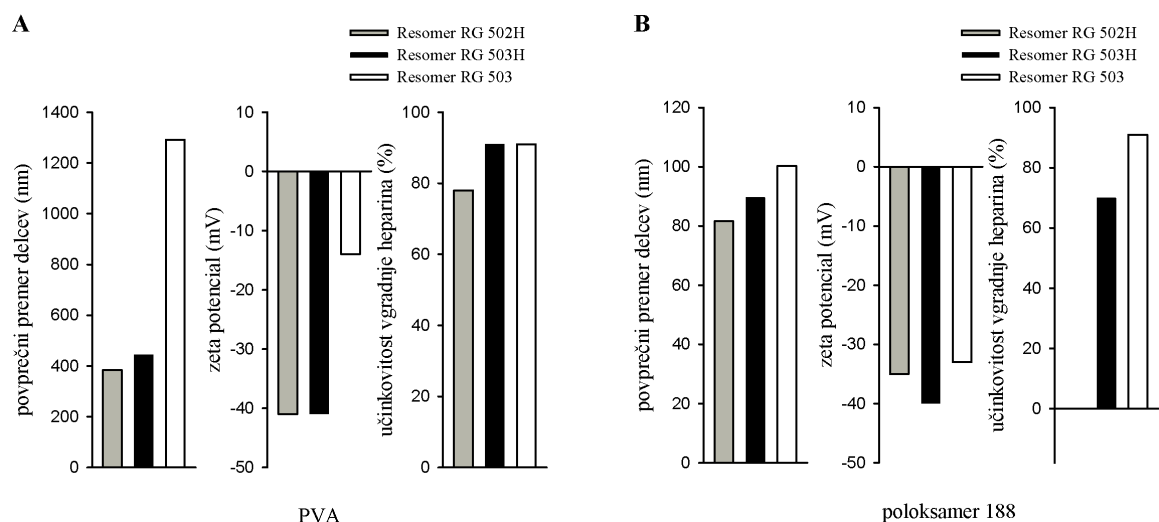 A
Resomer RG 502H
Resomer RG 503H
Resomer RG 503
povprečni premer delcev (nm)
1400
1200
1000
800
600
400
200
0
zeta potencial (mV)
10
0
-10
-20
-30
-40
-50
učinkovitost vgradnje heparina (%)
100
80
60
40
20
0
PVA
B
Resomer RG 502H
Resomer RG 503H
Resomer RG 503
povprečni premer delcev (nm)
120
100
80
60
40
20
0
zeta potencial (mV)
10
0
-10
-20
-30
-40
-50
učinkovitost vgradnje heparina (%)
100
80
60
40
20
0
poloksamer 188